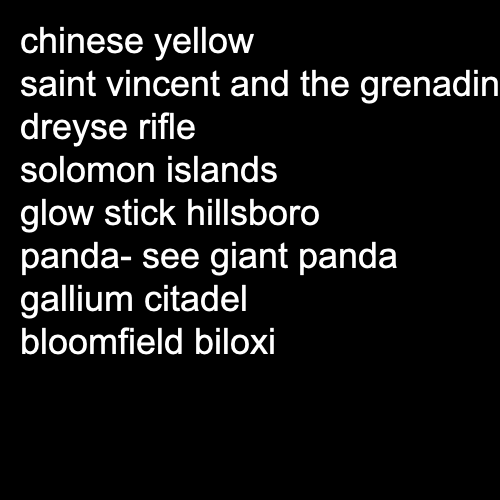 chinese yellow
saint vincent and the grenadin
dreyse rifle
solomon islands
glow stick hillsboro
panda- see giant panda
gallium citadel
bloomfield biloxi